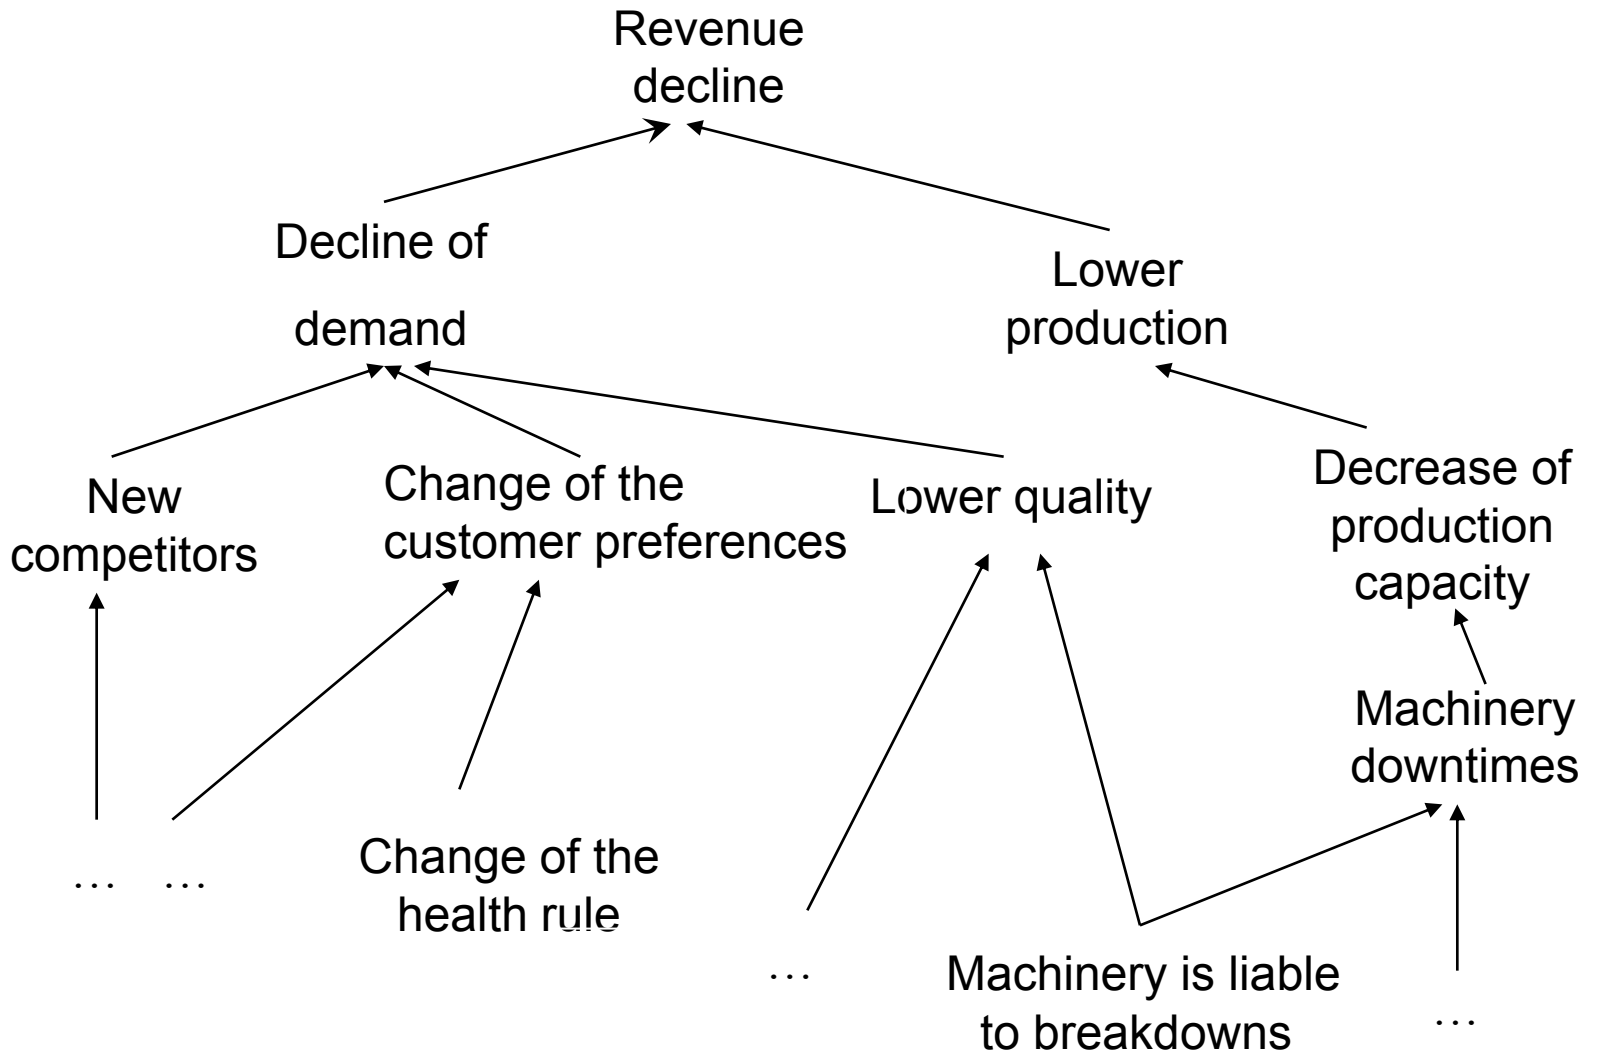 Revenue
decline
Decline of
demand
Lower
production
New
competitors
Change of the
customer preferences
Lower quality
Decrease of
production
capacity
Machinery
downtimes
... ...
Change of the
health rule
...
Machinery is liable
to breakdowns
...